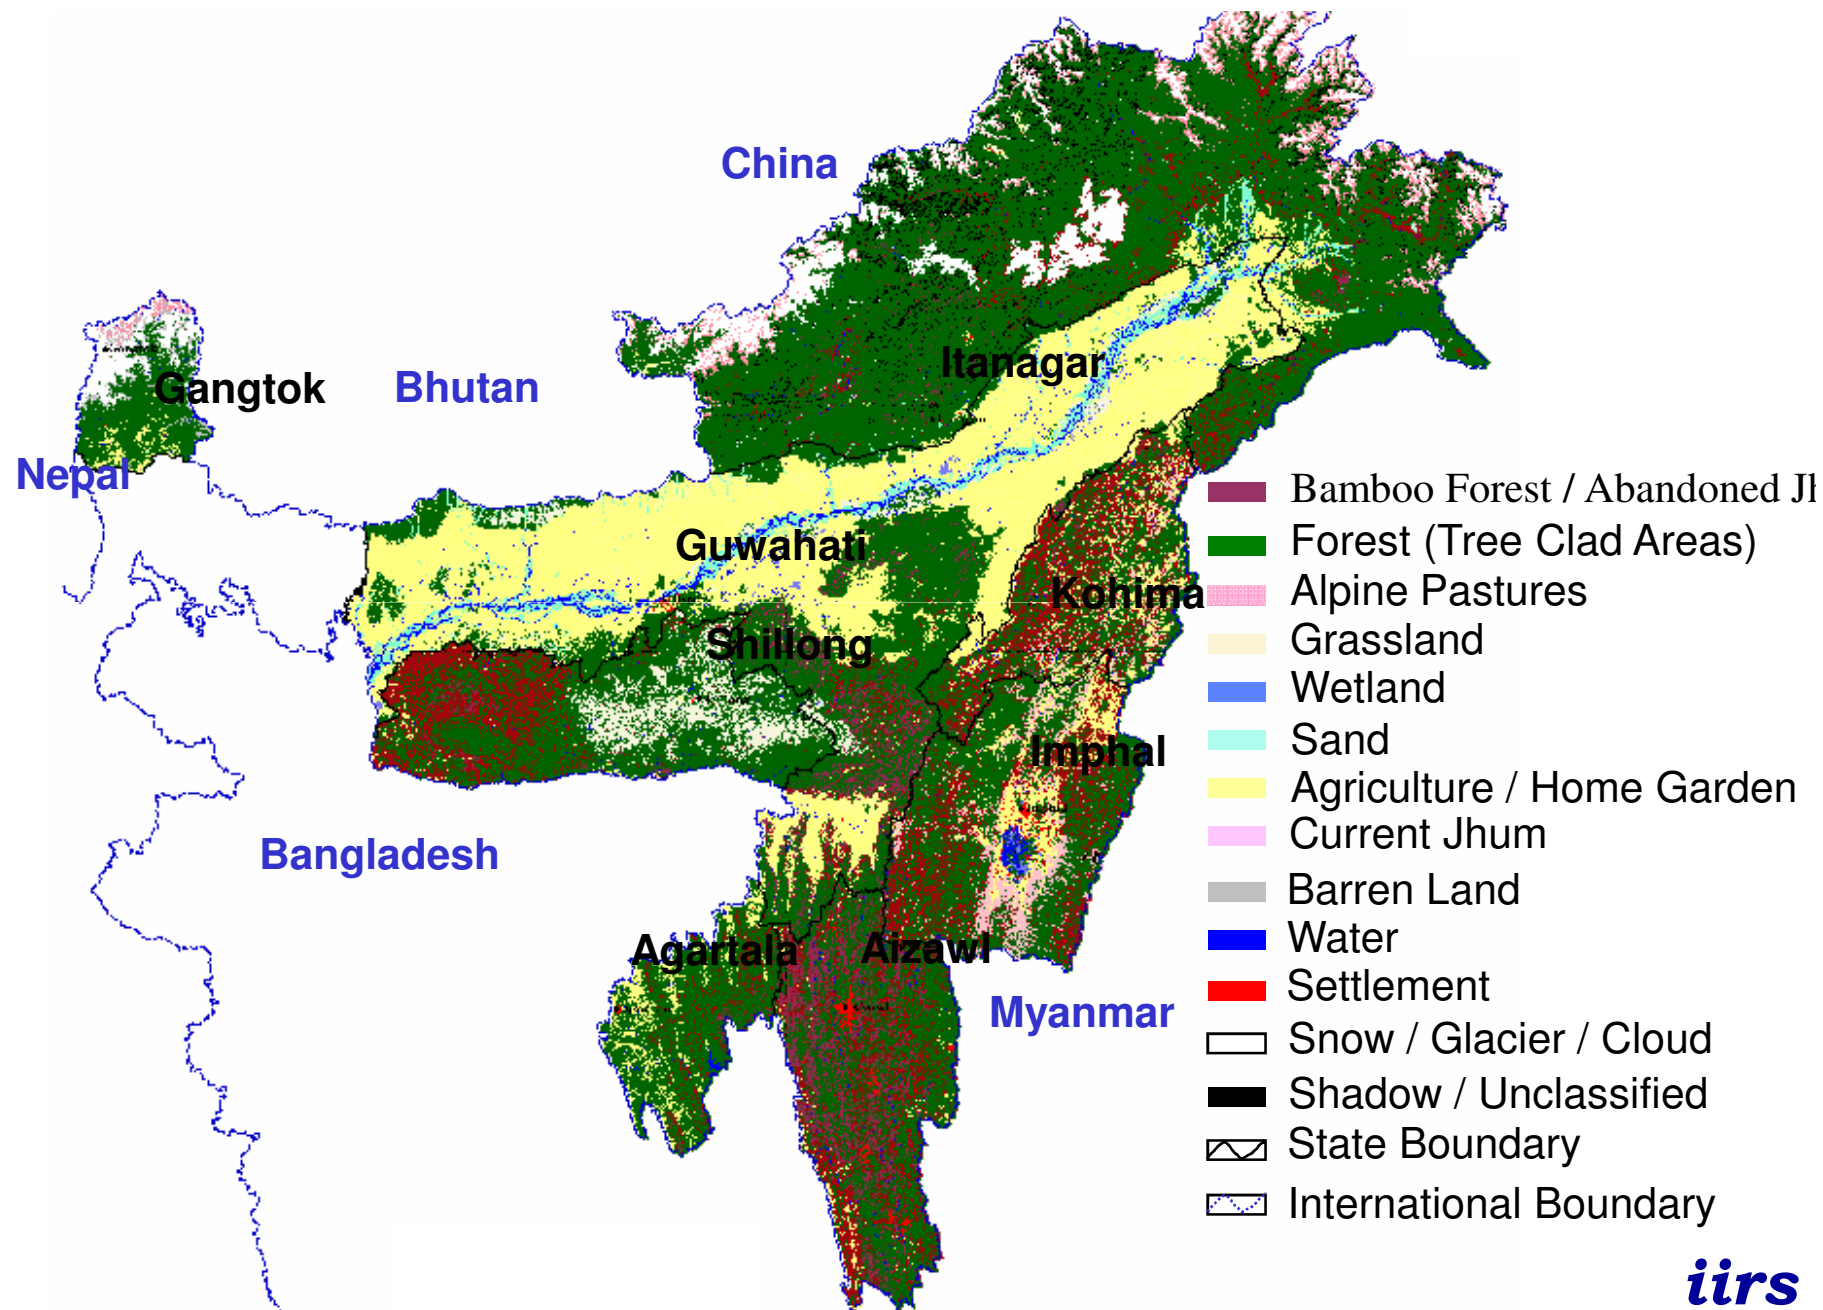 China
Itanagar
Gangtok
Bhutan
Nepal
Guwahati
Kohima
Shillong
Imphal
Bangladesh
Agartala
Aizawl
Myanmar
Bamboo Forest / Abandoned
Forest (Tree Clad Areas)
Alpine Pastures
Grassland
Wetland
Sand
Agriculture / Home Garden
Current Jhum
Barren Land
Water
Settlement
Snow / Glacier / Cloud
Shadow / Unclassified
State Boundary
International Boundary
iirs